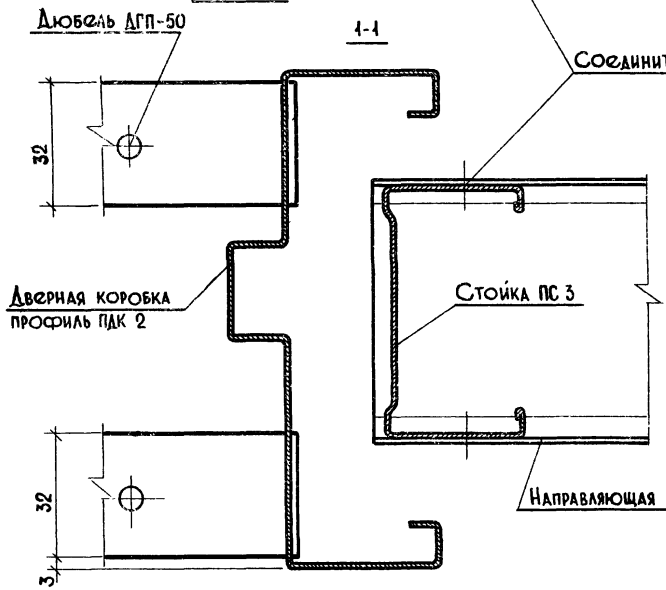 Дюбель ДГП-50
1-1
Соединит
32
Дверная коробка
профиль ПДК 2
Стойка ПС 3
32
Направляющая
3